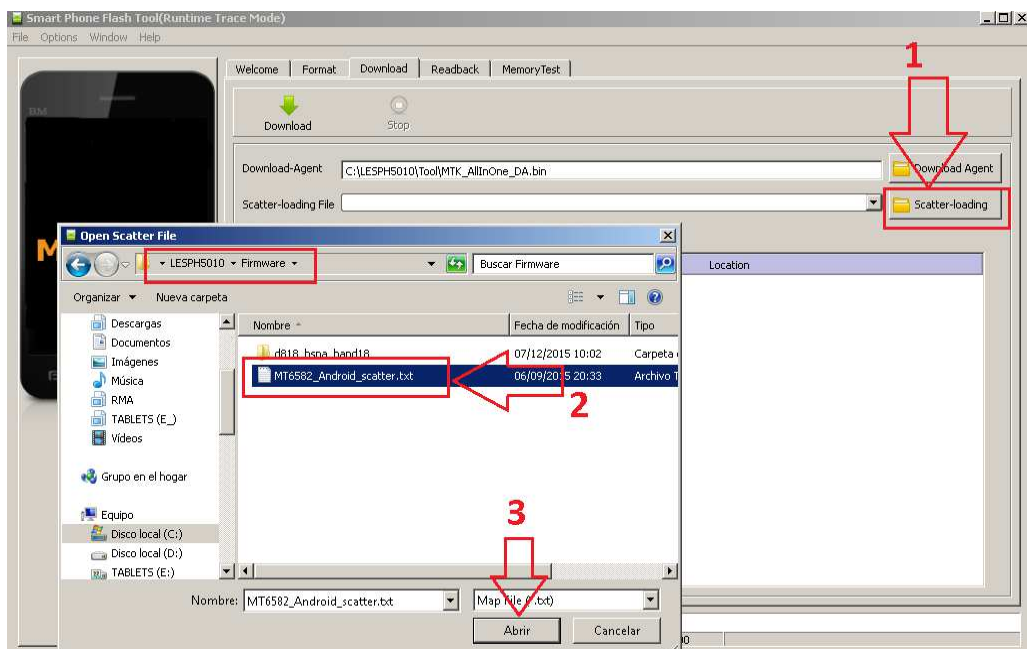 Smart Phone Flash Tool(Runtime Trace Mode)
File Options Window Help
1
Welcome Format Download Readback MemoryTest
BM
Download Stop
Download-Agent C:\LESPH5010\Tool\MTK_AllInOne_DA.bin Download Agent
Scatter-loading File Scatter-loading
Open Scatter File
LESPH5010 Firmware Buscar Firmware
Location
Organizar Nueva carpeta
Descargas
Documentos
Imágenes
Música
RMA
TABLETS (E_)
Vídeos
Grupo en el hogar
Equipo
Disco local (C:)
Disco local (D:)
TABLETS (E:)
Nombre Fecha de modificación Tipo
d818_hspa_band18 07/12/2015 10:02 Carpeta
MT6582_Android_scatter.txt 06/09/2015 20:33 Archivo T
2
3
Nombre: MT6582_Android_scatter.txt Map File (*.txt)
Abrir Cancelar